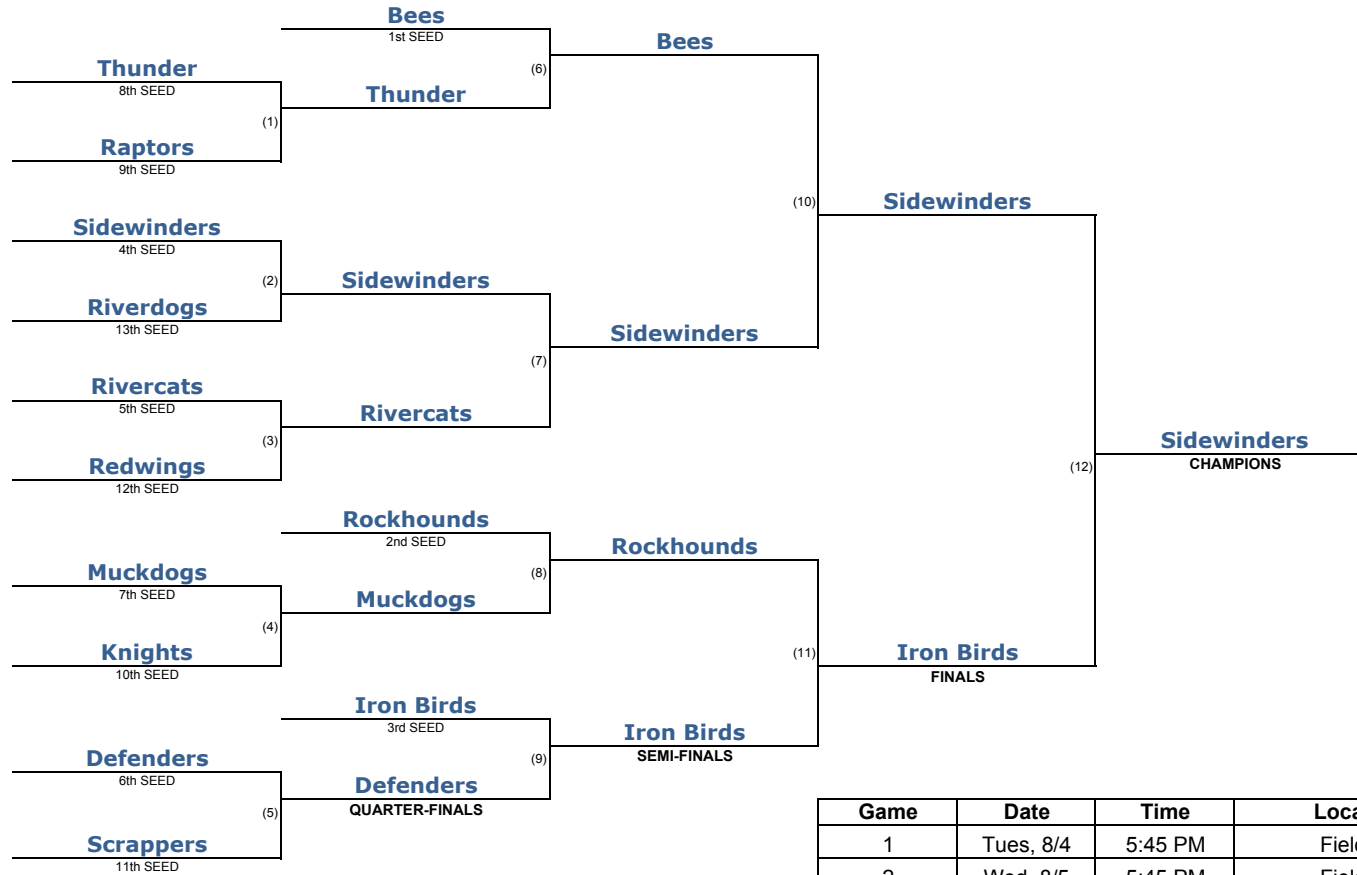 Bees
1st SEED
Bees
Thunder
8th SEED
(6)
Thunder
(1)
Raptors
9th SEED
Sidewinders
4th SEED
(10)
Sidewinders
(2)
Sidewinders
Riverdogs
13th SEED
Sidewinders
(7)
Rivercats
5th SEED
Rivercats
(3)
Redwings
12th SEED
Sidewinders
CHAMPIONS
(12)
Rockhounds
2nd SEED
Rockhounds
Muckdogs
7th SEED
(8)
Muckdogs
(4)
Knights
10th SEED
(11)
Iron Birds
FINALS
Iron Birds
3rd SEED
Iron Birds
SEMI-FINALS
Defenders
6th SEED
(9)
Defenders
QUARTER-FINALS
(5)
Scrappers
11th SEED
Game Date Time Loca
1 Tues, 8/4 5:45 PM Fiel